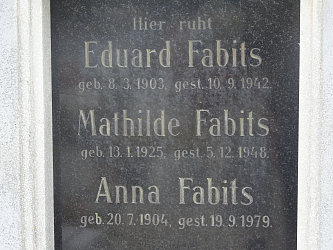 Hier ruht
Eduard Fabits
geb. 8. 3. 1903, gest. 10. 9. 1942.
Mathilde Fabits
geb. 13. 1. 1925, gest. 5. 12. 1948.
Anna Fabits
geb. 20. 7. 1904, gest. 19. 9. 1979.